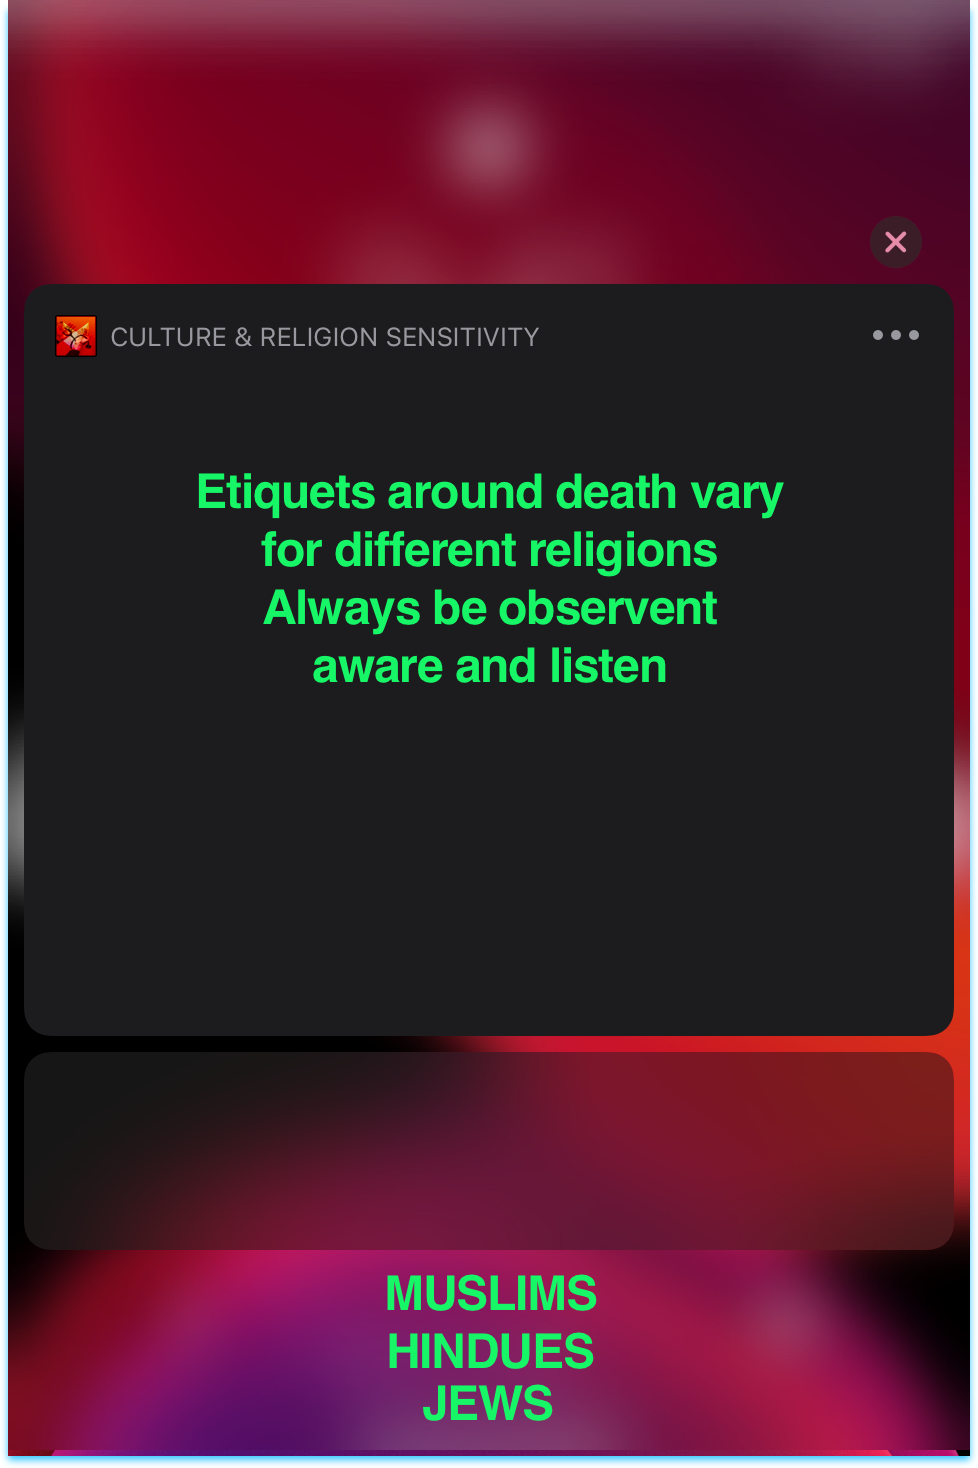 CULTURE & RELIGION SENSITIVITY
Etiquets around death vary
for different religions
Always be observent
aware and listen
MUSLIMS
HINDUES
JEWS